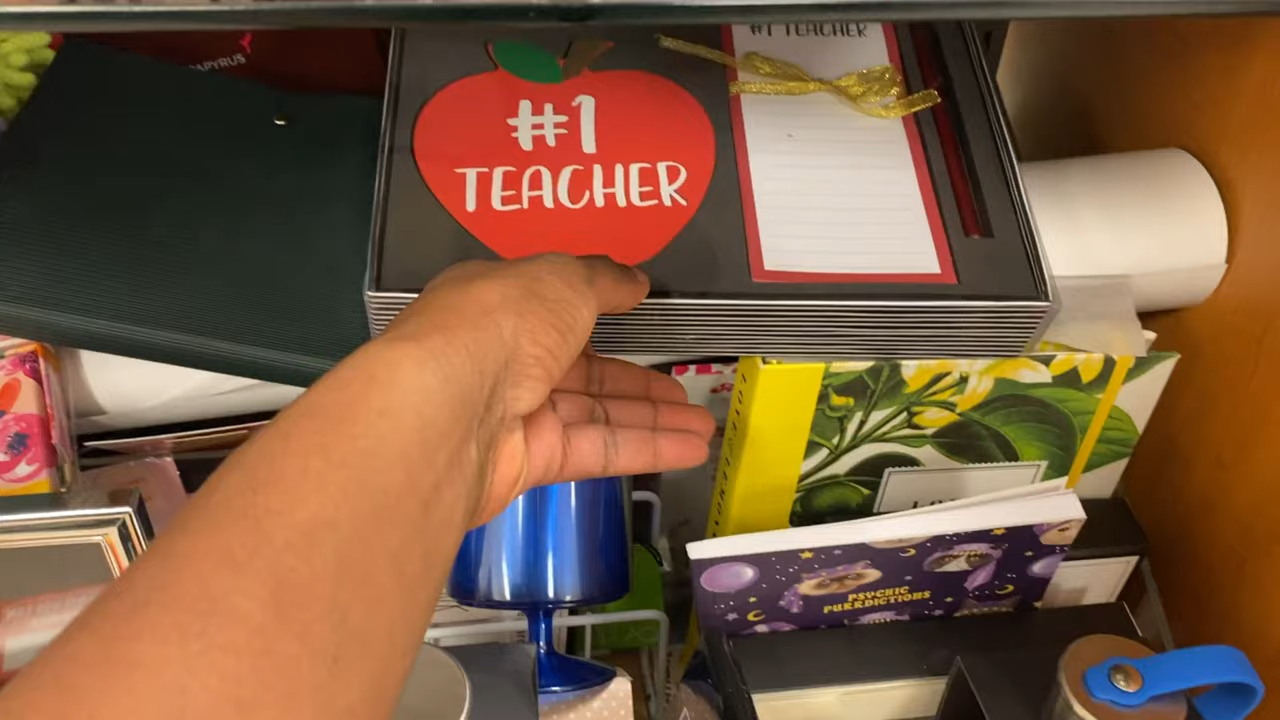 PAPYRUS
#1 TEACHER
#1
TEACHER
PSYCHIC
PURRDICTIONS